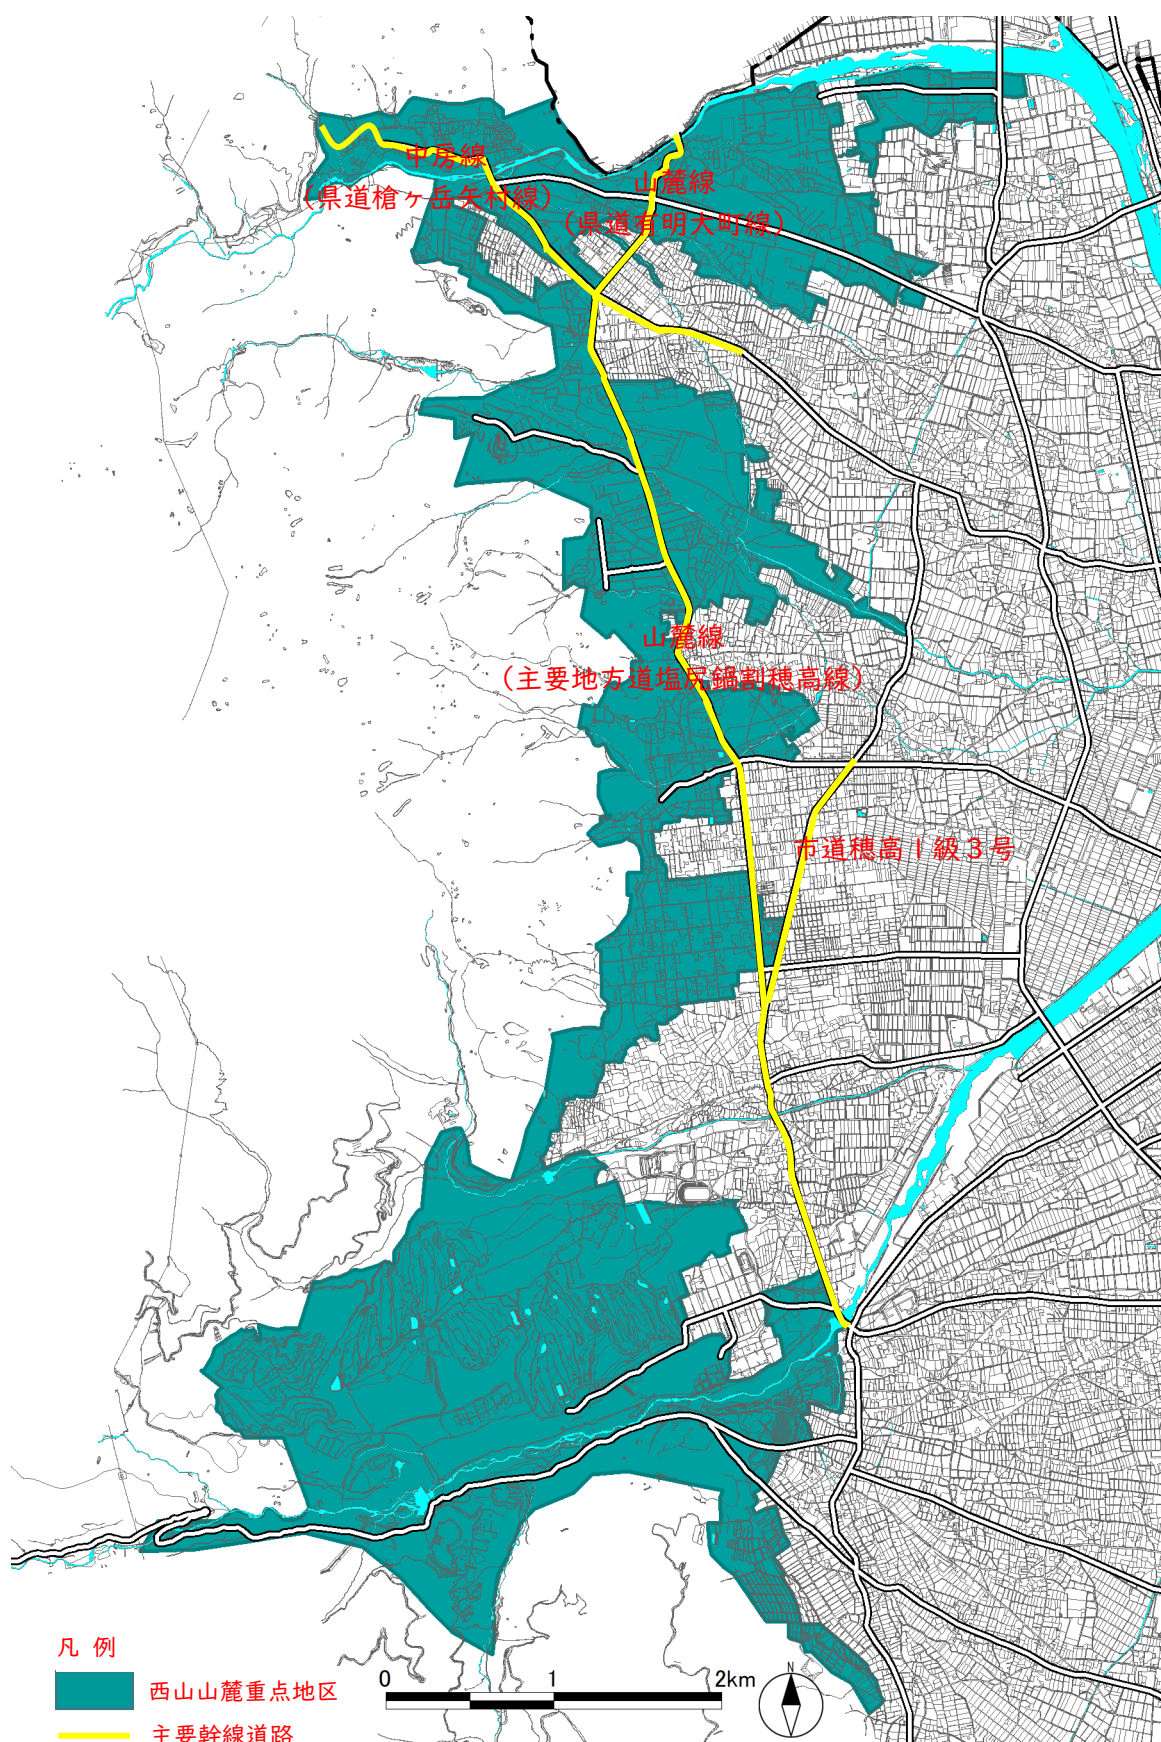 中房線
（県道槍ヶ岳矢村線）
山麓線
（県道有明大町線）
山麓線
（主要地方道塩尻鍋割穂高線）
市道穂高１級３号
凡 例
西山山麓重点地区
主要幹線道路
0 1 2km
N